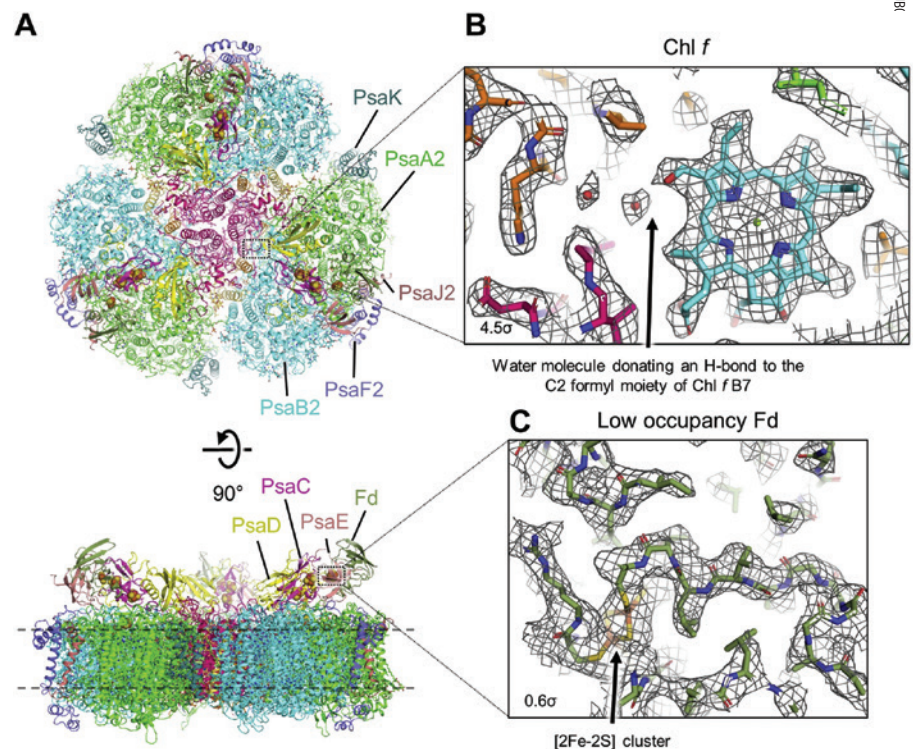 A
PsaK
PsaA2
PsaJ2
PsaF2
PsaB2
90°
PsaC
PsaD
PsaE
Fd
B
Chl f
4.5σ
Water molecule donating an H-bond to the
C2 formyl moiety of Chl f B7
C
Low occupancy Fd
0.6σ
[2Fe-2S] cluster